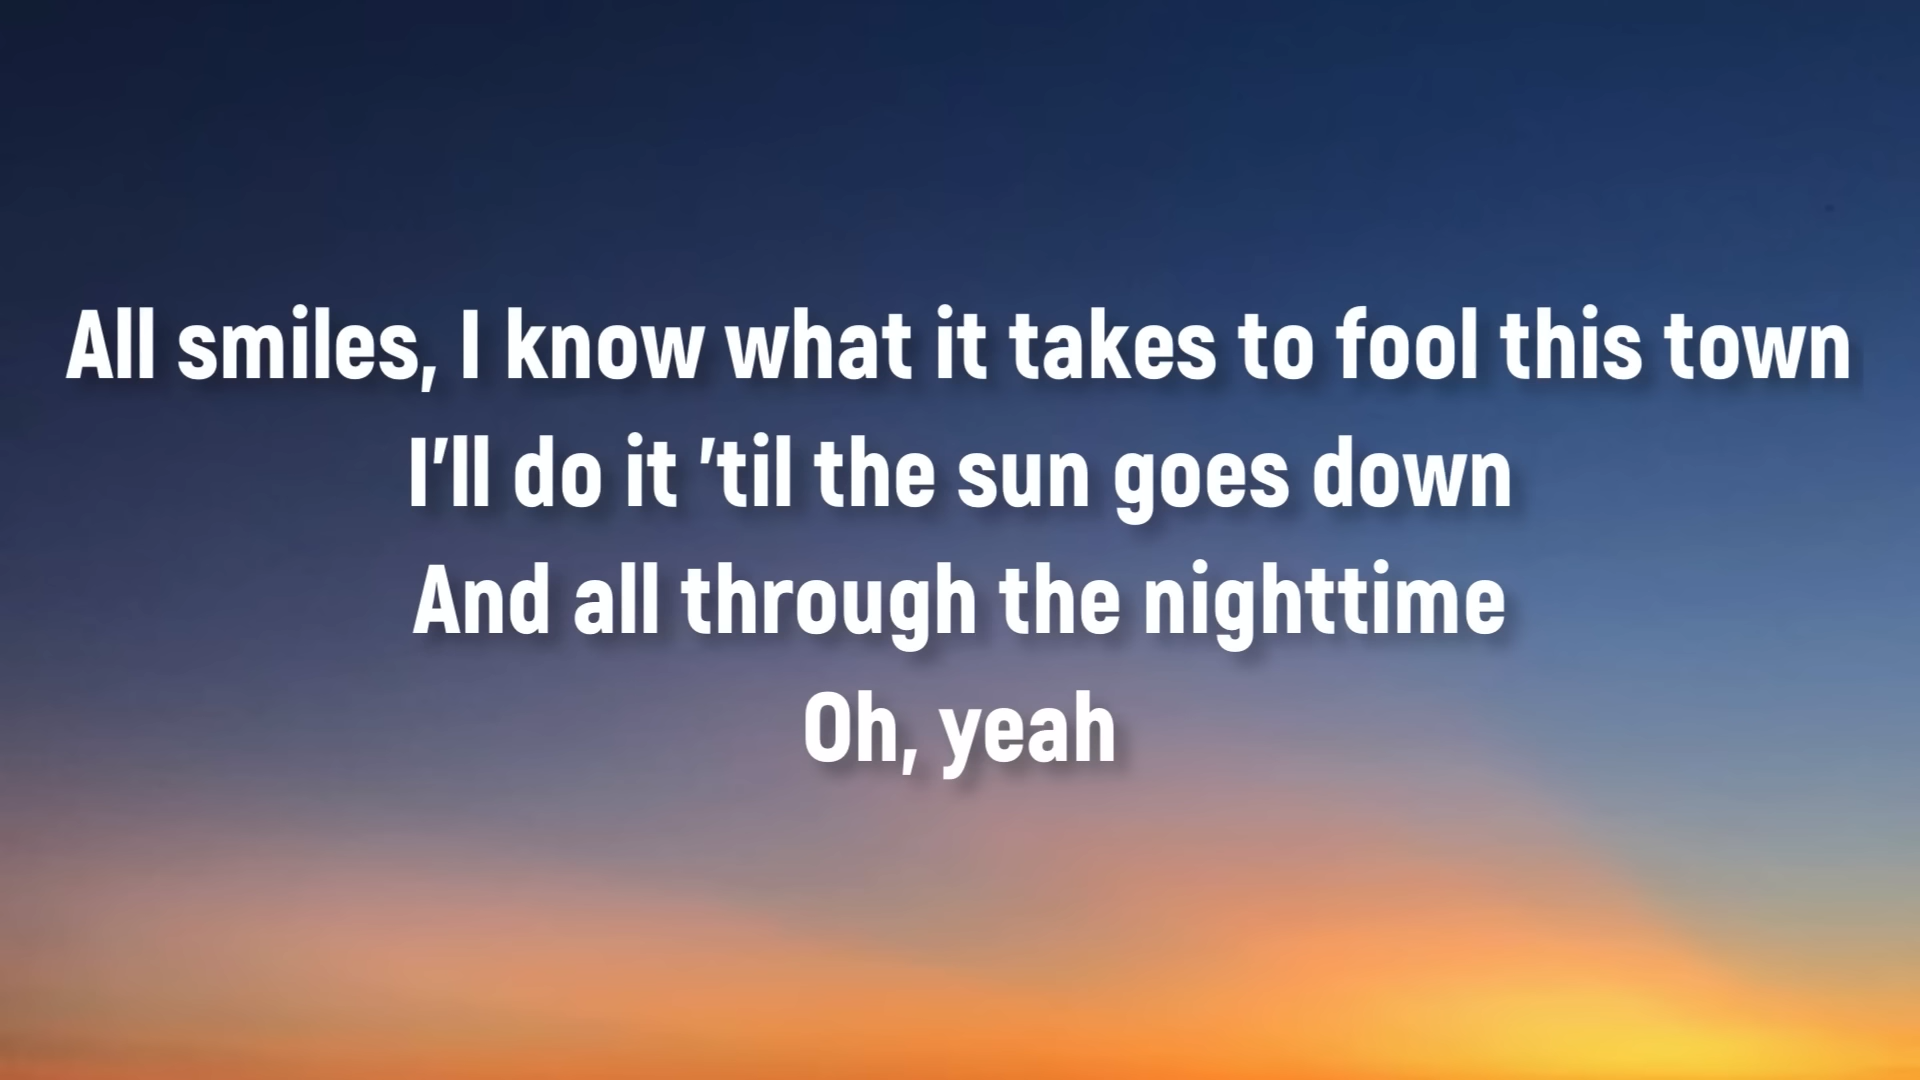 All smiles, I know what it takes to fool this town
I'll do it 'til the sun goes down
And all through the nighttime
Oh, yeah